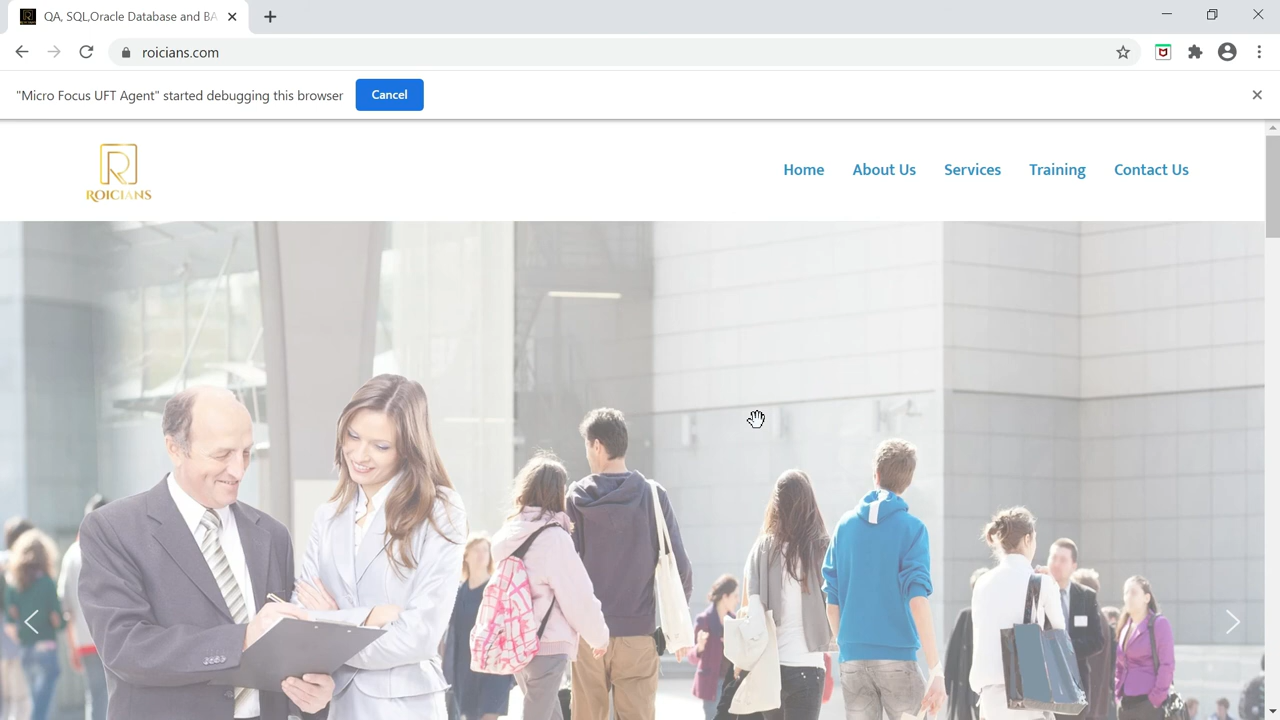 QA, SQL,Oracle Database and BA
roicians.com
"Micro Focus UFT Agent" started debugging this browser
Cancel
R
ROICIANS
Home
About Us
Services
Training
Contact Us